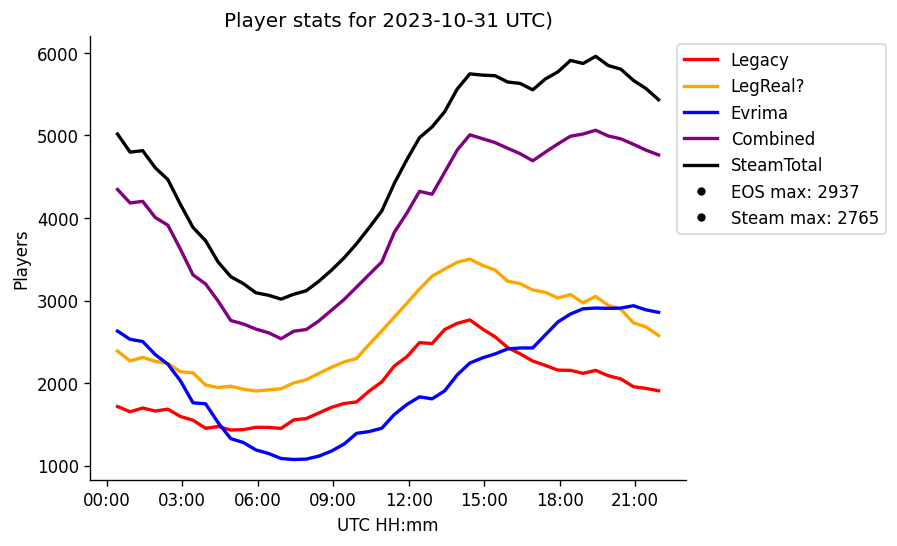 Player stats for 2023-10-31 UTC)
Players
6000
5000
4000
3000
2000
1000
00:00 03:00 06:00 09:00 12:00 15:00 18:00 21:00
UTC HH:mm
Legacy
LegReal?
Evrima
Combined
SteamTotal
EOS max: 2937
Steam max: 2765